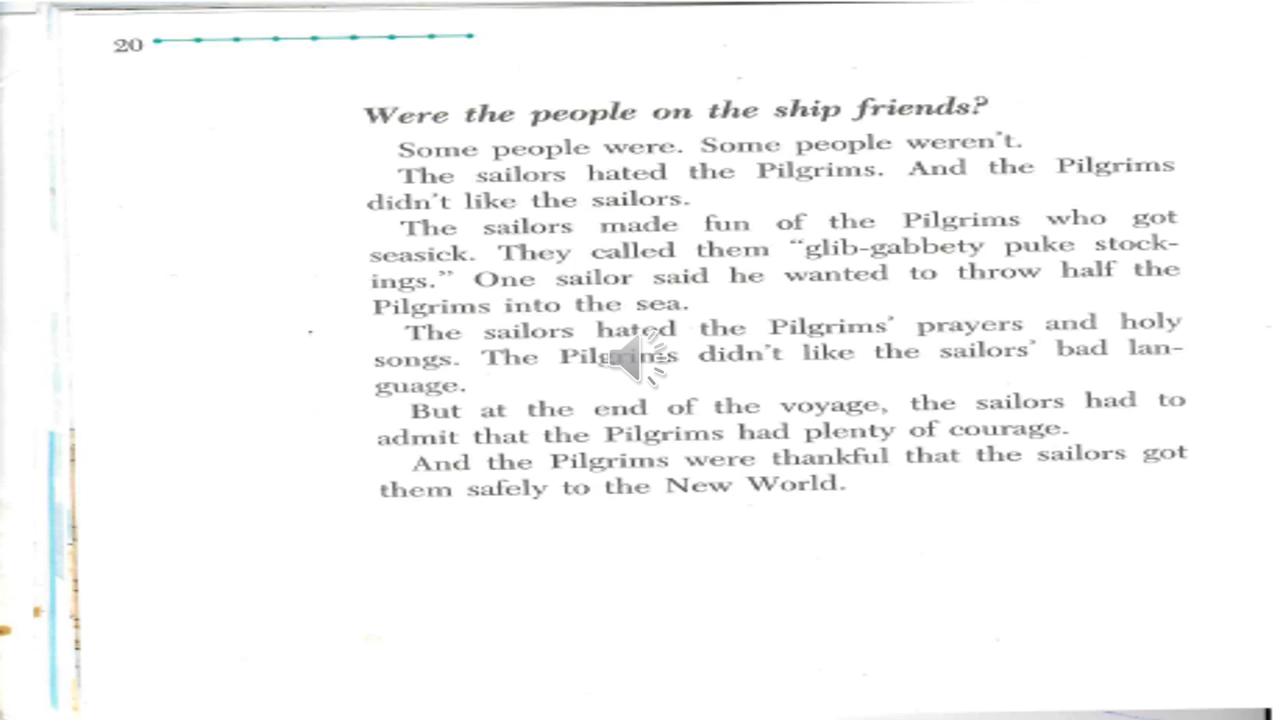 20
Were the people on the ship friends?
Some people were. Some people weren't.
The sailors hated the Pilgrims. And the Pilgrims
didn't like the sailors.
The sailors made fun of the Pilgrims who got
seasick. They called them "glib-gabbety puke stock-
ings." One sailor said he wanted to throw half the
Pilgrims into the sea.
The sailors hated the Pilgrims' prayers and holy
songs. The Pilgrims didn't like the sailors' bad lan-
guage.
But at the end of the voyage, the sailors had to
admit that the Pilgrims had plenty of courage.
And the Pilgrims were thankful that the sailors got
them safely to the New World.